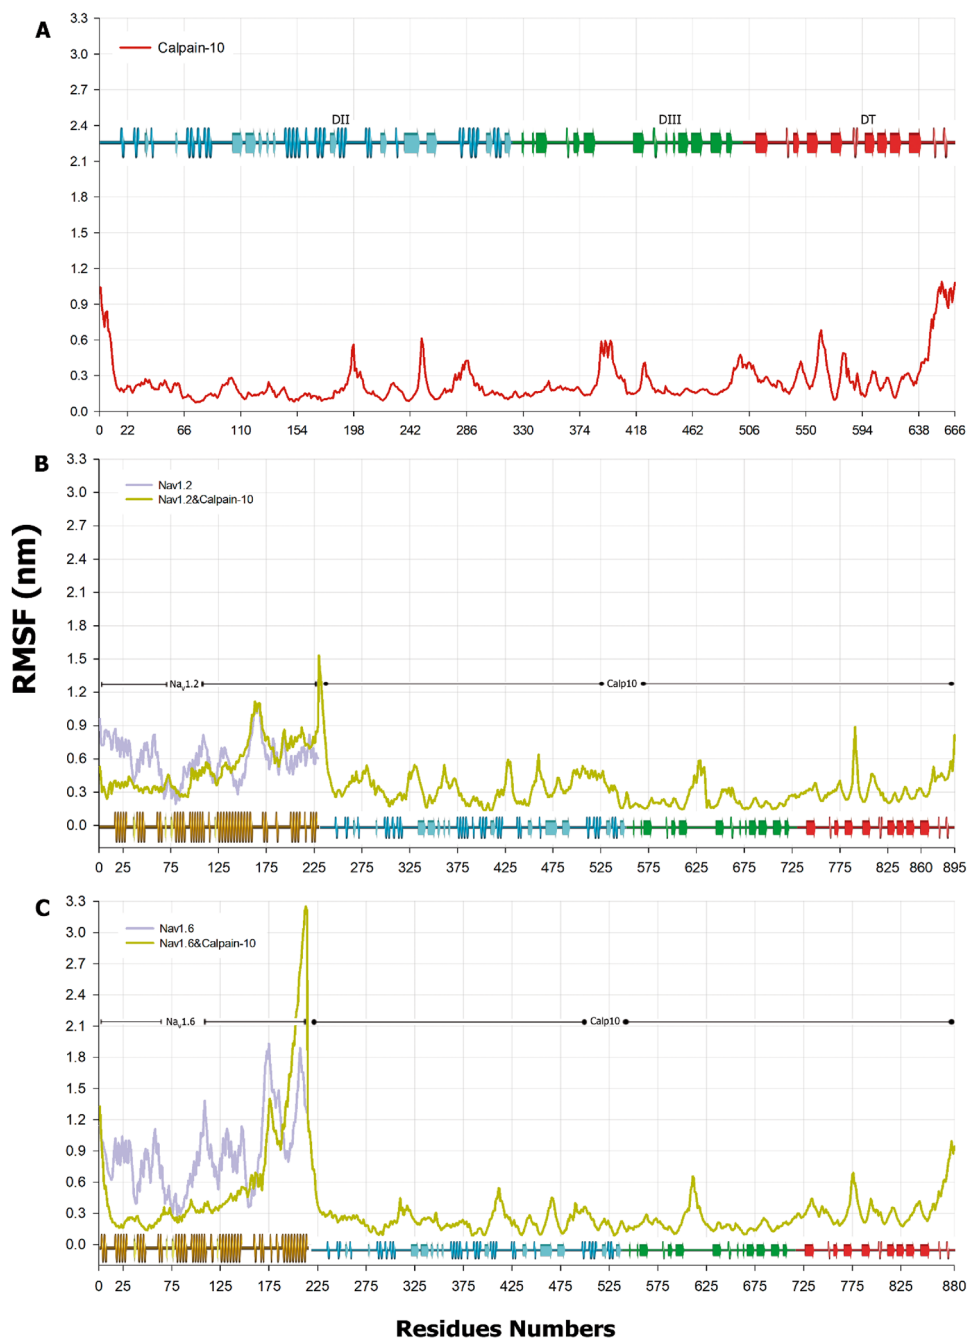 A
3.3
Calpain-10
3.0
2.7
2.4
DII DIII DT
2.1
1.8
1.5
1.2
0.9
0.6
0.3
0.0
0 22 66 110 154 198 242 286 330 374 418 462 506 550 594 638 666
B
3.3
Nav1.2
Nav1.2&Calpain-10
3.0
2.7
2.4
2.1
1.8
1.5
Nav1.2 Calp10
1.2
0.9
0.6
0.3
0.0
0 25 75 125 175 225 275 325 375 425 475 525 575 625 675 725 775 825 860 895
C
3.3
Nav1.6
Nav1.6&Calpain-10
3.0
2.7
2.4
2.1
Nav1.6 Calp10
1.8
1.5
1.2
0.9
0.6
0.3
0.0
0 25 75 125 175 225 275 325 375 425 475 525 575 625 675 725 775 825 880
RMSF (nm)
Residues Numbers